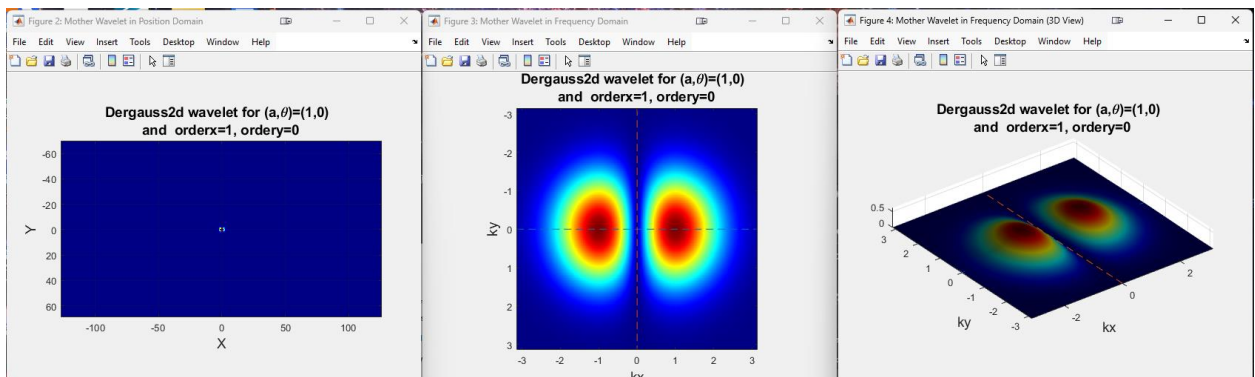 Figure 2: Mother Wavelet in Position Domain
File Edit View Insert Tools Desktop Window Help
Dergauss2d wavelet for (a,θ)=(1,0)
and orderx=1, ordery=0
-60
-40
-20
0
20
40
60
Y
-100 -50 0 50 100
X
Figure 3: Mother Wavelet in Frequency Domain
File Edit View Insert Tools Desktop Window Help
Dergauss2d wavelet for (a,θ)=(1,0)
and orderx=1, ordery=0
-3
-2
-1
0
1
2
3
ky
-3 -2 -1 0 1 2 3
kx
Figure 4: Mother Wavelet in Frequency Domain (3D View)
File Edit View Insert Tools Desktop Window Help
Dergauss2d wavelet for (a,θ)=(1,0)
and orderx=1, ordery=0
0.5
0
3
2
1
0
-1
-2
-3
ky
-2
0
2
kx